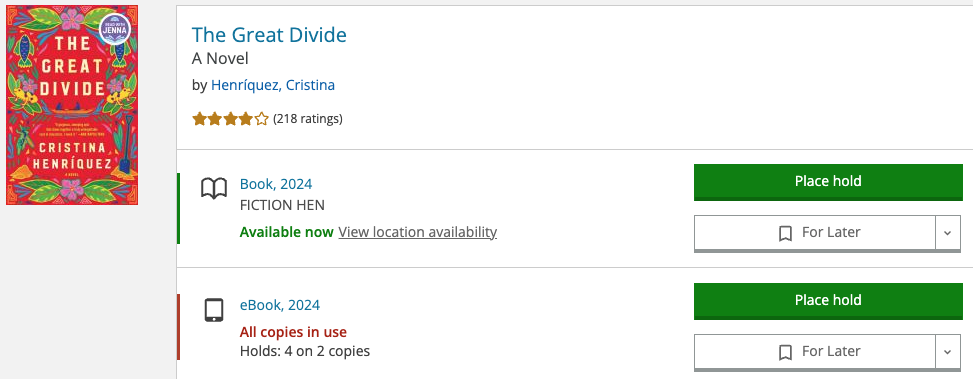 READ WITH
JENNA
THE
GREAT
DIVIDE
CRISTINA
HENRÍQUEZ
A NOVEL
The Great Divide
A Novel
by Henríquez, Cristina
(218 ratings)
Book, 2024
FICTION HEN
Available now View location availability
Place hold
For Later
eBook, 2024
All copies in use
Holds: 4 on 2 copies
Place hold
For Later